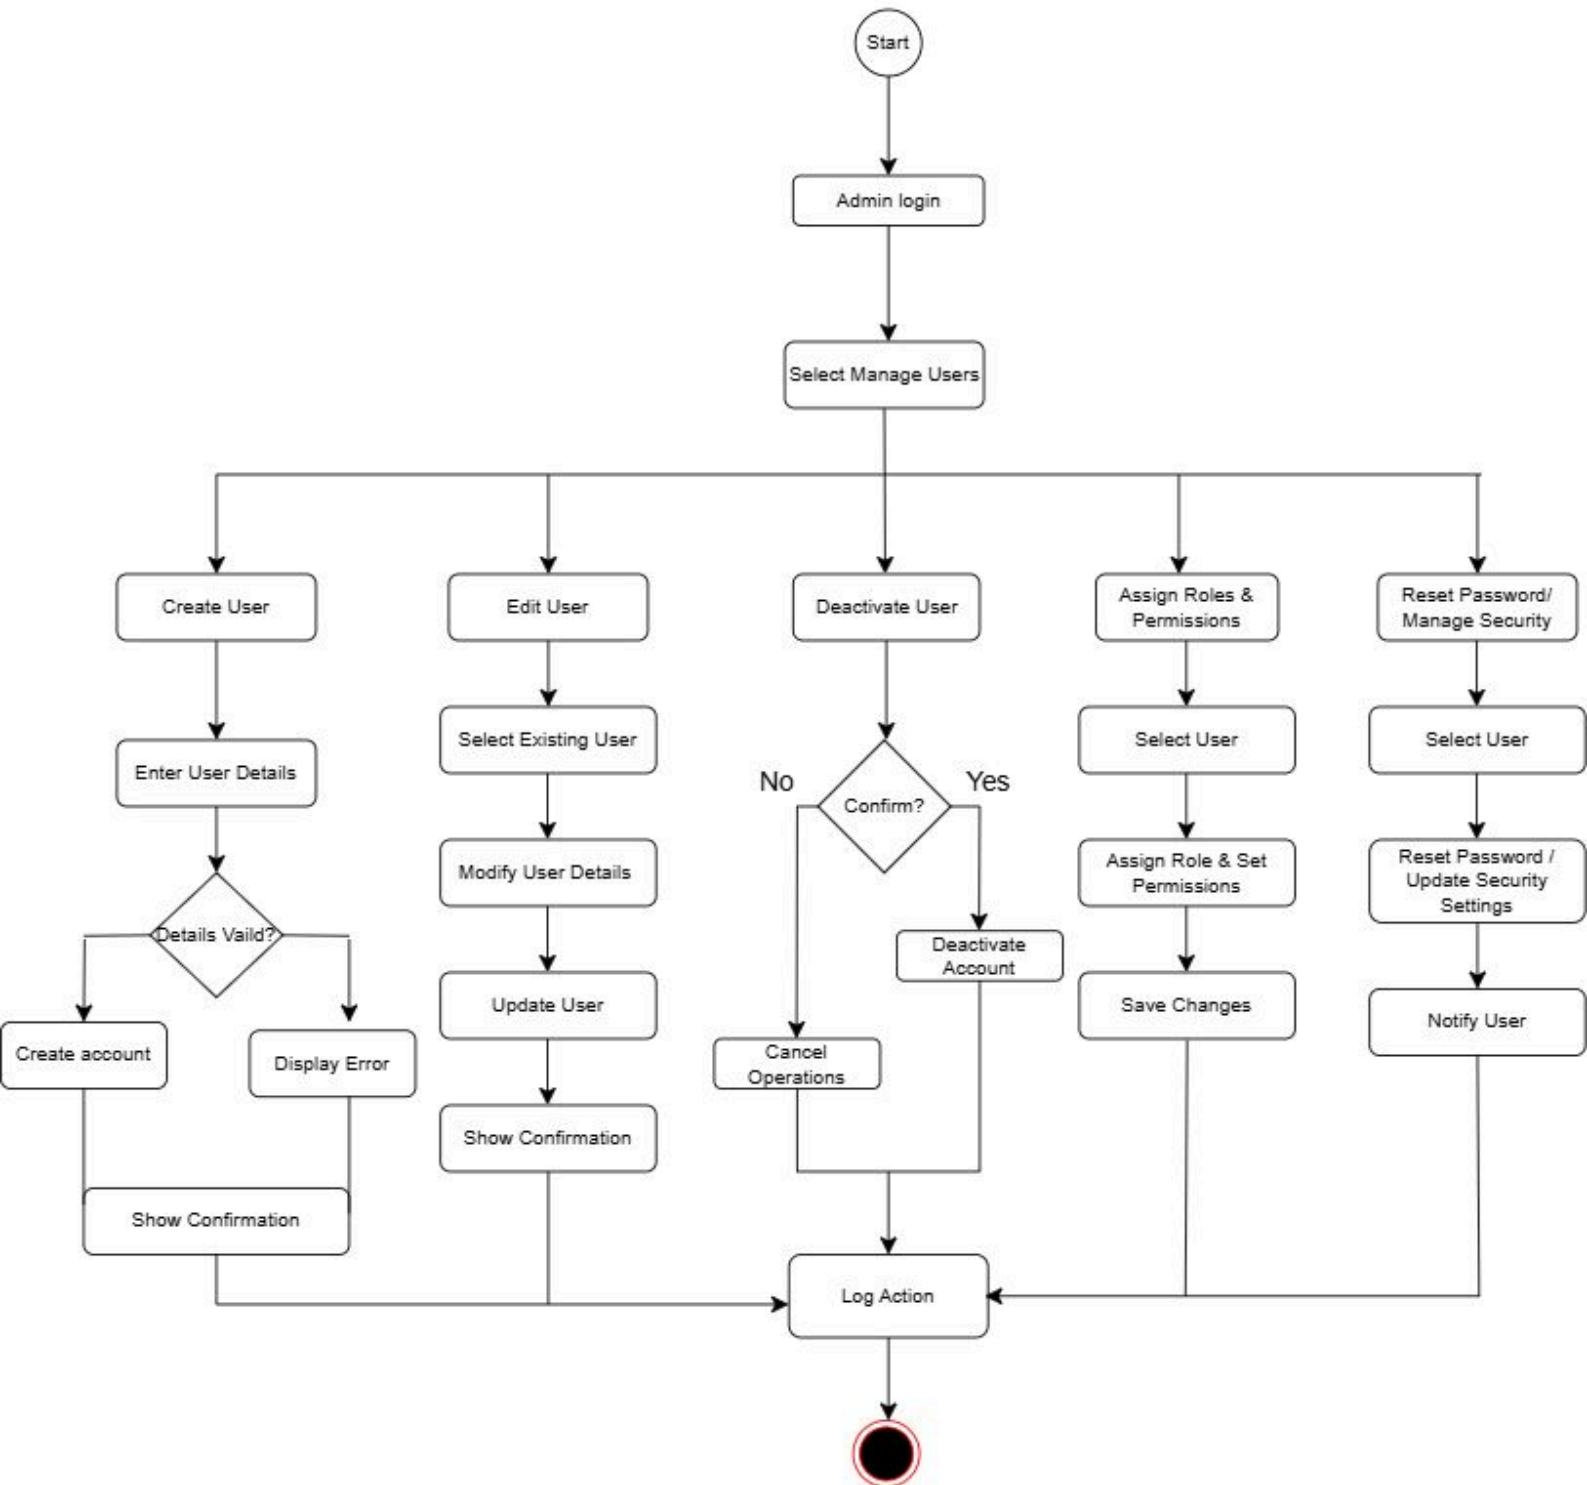 Start
Admin login
Select Manage Users
Create User
Edit User
Deactivate User
Assign Roles &
Permissions
Reset Password/
Manage Security
Enter User Details
Select Existing User
No
Yes
Confirm?
Select User
Select User
Details Vaild?
Modify User Details
Deactivate
Account
Assign Role & Set
Permissions
Reset Password /
Update Security
Settings
Create account
Display Error
Update User
Cancel
Operations
Save Changes
Notify User
Show Confirmation
Show Confirmation
Log Action